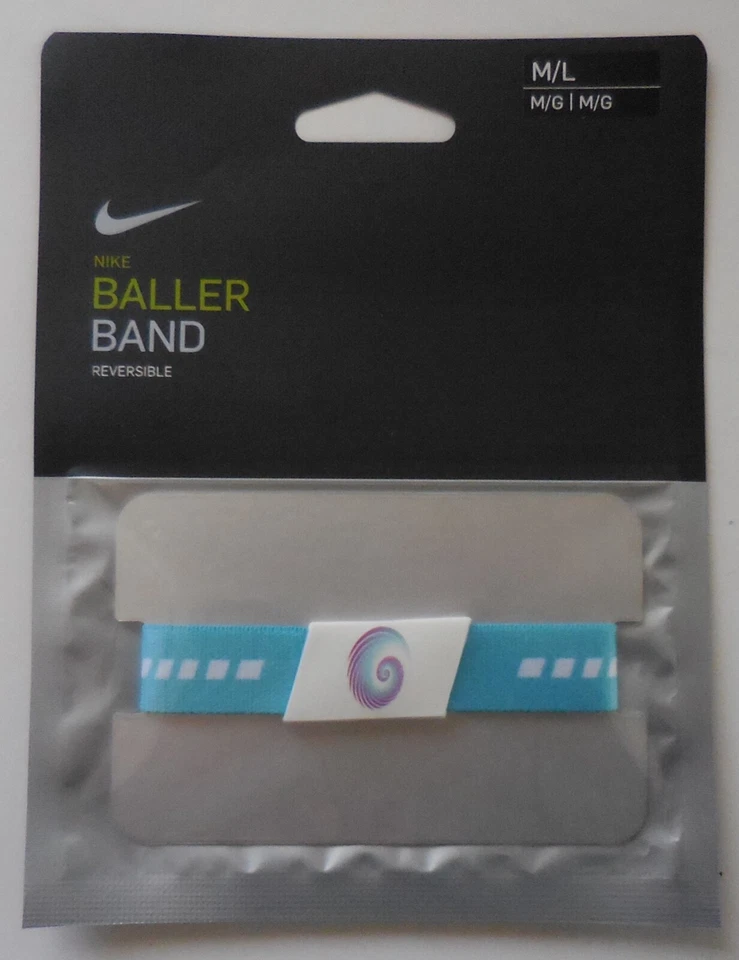 M/L
M/G | M/G
NIKE
BALLER
BAND
REVERSIBLE